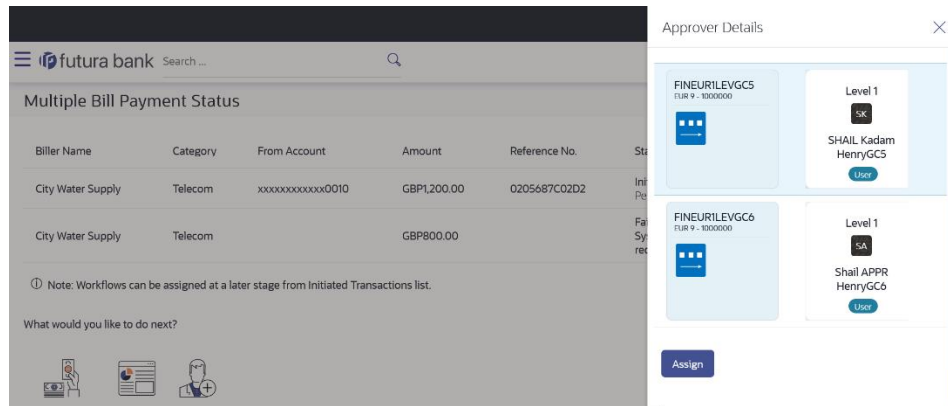 Approver Details
futura bank Search ...
Multiple Bill Payment Status
Biller Name Category From Account Amount Reference No.
City Water Supply Telecom xxxxxxxxxxxx0010 GBP1,200.00 0205687C02D2
City Water Supply Telecom GBP800.00
Note: Workflows can be assigned at a later stage from Initiated Transactions list.
What would you like to do next?
FINEUR1LEVGC5
EUR 9 - 1000000
Level 1
SK
SHAIL Kadam
HenryGC5
User
FINEUR1LEVGC6
EUR 9 - 1000000
Level 1
SA
Shail APPR
HenryGC6
User
Assign